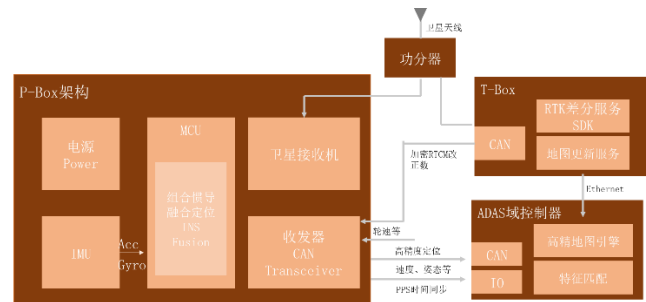 卫星天线
功分器
P-Box架构
电源
Power
MCU
卫星接收机
组合惯导
融合定位
INS
Fusion
IMU
Acc
Gyro
收发器
CAN
Transceiver
加密RTCM改
正数
轮速等
高精度定位
速度、姿态等
PPS时间同步
T-Box
CAN
RTK差分服务
SDK
地图更新服务
Ethernet
ADAS域控制器
CAN
TO
高精地图引擎
特征匹配